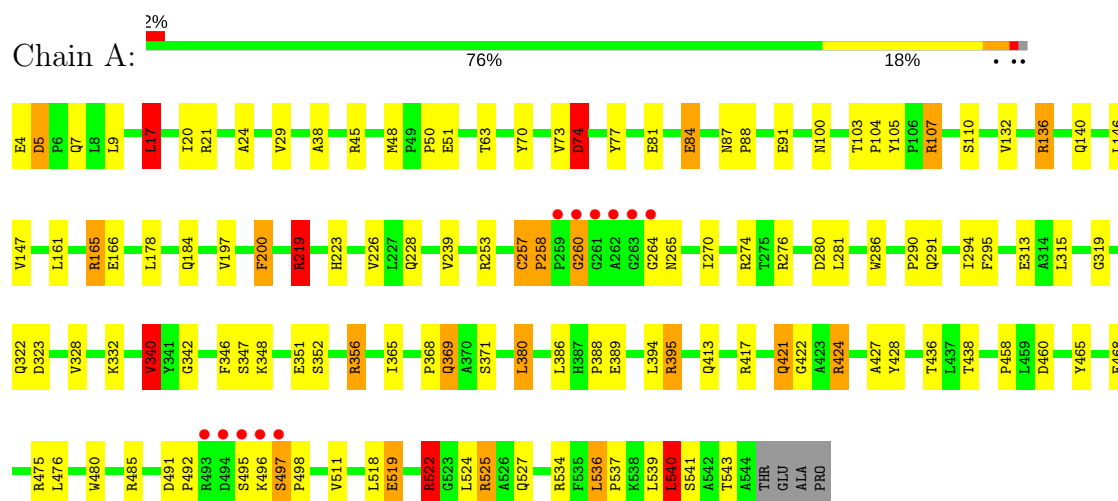 2%
Chain A:
76% 18% • ••
E4 D5 P6 Q7 L8 L9 L17 I20 R21 A24 V29 A38 R45 M48 P49 P50 E51 T63 Y70 V73 D74 Y77 E81 E84 N87 P88 E91 N100 T103 P104 Y105 P106 R107 S110 V132 R136 Q140 L146
V147 L161 R165 E166 L178 Q184 V197 F200 R219 H223 V226 L227 Q228 V239 R253 C257 P258 P259 G260 G261 A262 G263 G264 N265 I270 R274 T275 R276 D280 L281 W286 P290 Q291 I294 F295 E313 A314 L315 G319
Q322 D323 V328 K332 V340 Y341 G342 F346 S347 K348 E351 S352 R356 I365 P368 Q369 A370 S371 L380 L386 H387 P388 E389 L394 R395 Q413 R417 Q421 G422 A423 R424 A427 Y428 T436 L437 T438 P458 L459 D460 Y465 E468
R475 L476 W480 R485 D491 P492 R493 D494 S495 K496 S497 P498 V511 L518 E519 R522 G523 L524 R525 A526 Q527 R534 F535 L536 P537 K538 L539 L540 S541 A542 T543 A544 THR GLU ALA PRO